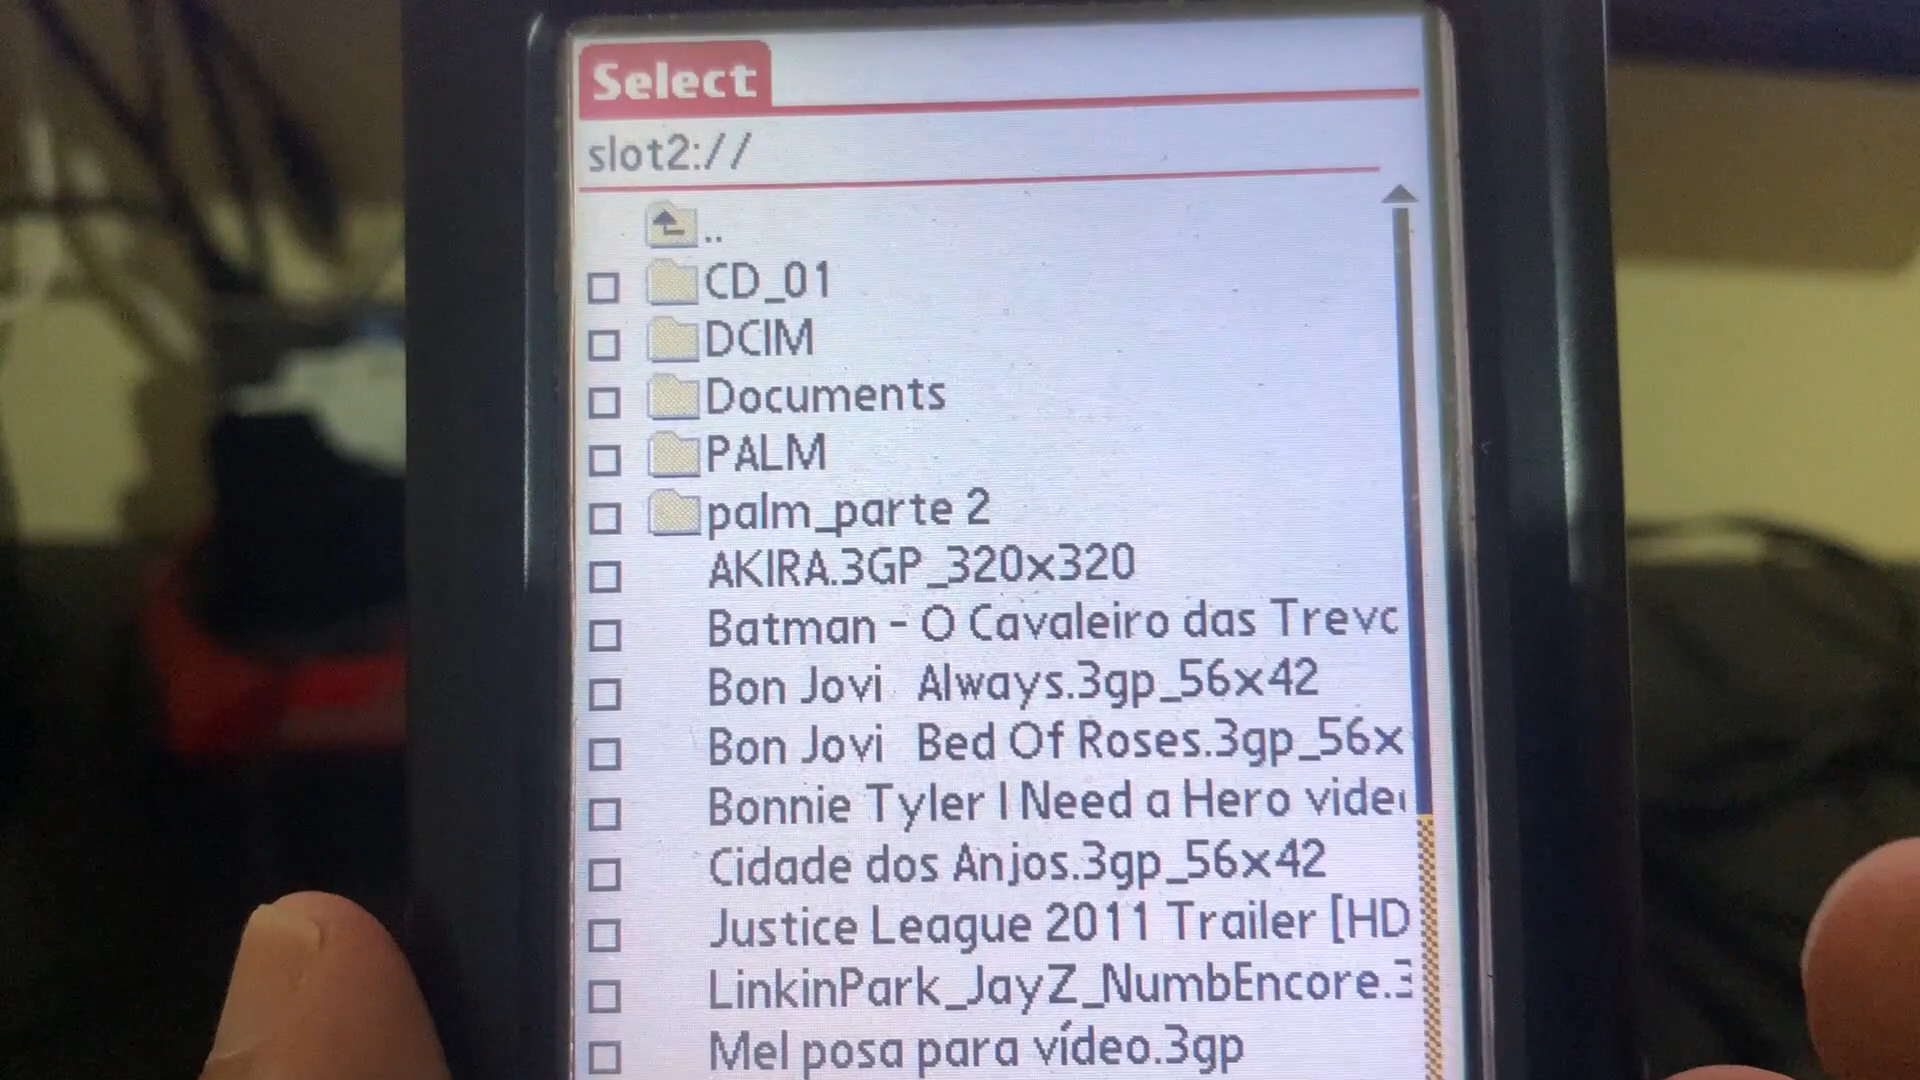 Select
slot2://
..
CD_01
DCIM
Documents
PALM
palm_parte 2
AKIRA.3GP_320x320
Batman - O Cavaleiro das Trevo
Bon Jovi  Always.3gp_56x42
Bon Jovi  Bed Of Roses.3gp_56x
Bonnie Tyler I Need a Hero vide
Cidade dos Anjos.3gp_56x42
Justice League 2011 Trailer [HD
LinkinPark_JayZ_NumbEncore.3
Mel posa para vídeo.3gp